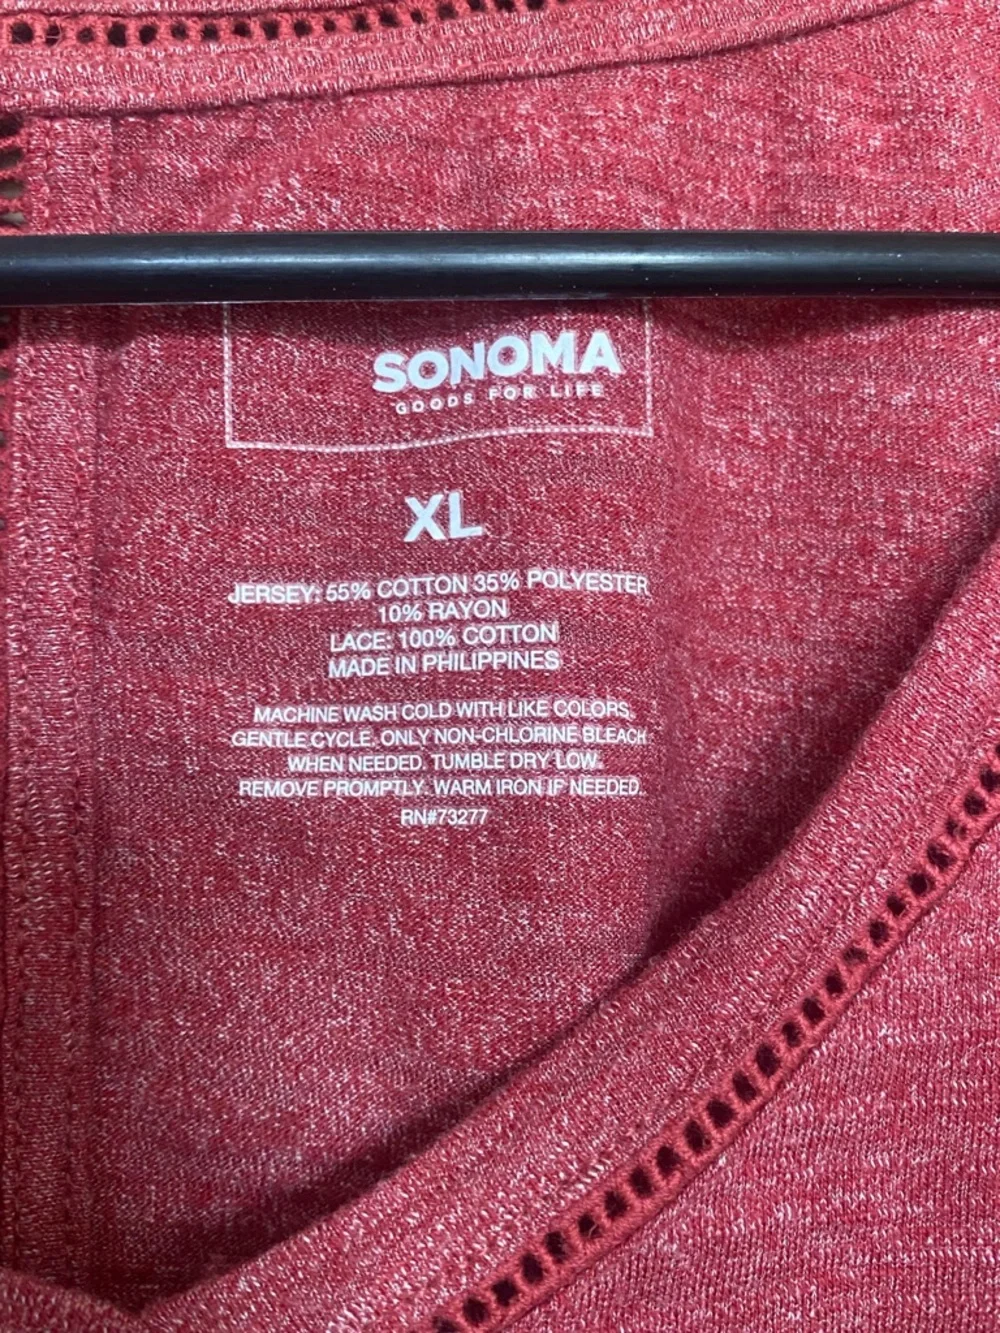 SONOMA
GOODS FOR LIFE
XL
JERSEY: 55% COTTON 35% POLYESTER
10% RAYON
LACE: 100% COTTON
MADE IN PHILIPPINES
MACHINE WASH COLD WITH LIKE COLORS,
GENTLE CYCLE. ONLY NON-CHLORINE BLEACH
WHEN NEEDED. TUMBLE DRY LOW.
REMOVE PROMPTLY. WARM IRON IF NEEDED.
RN#73277